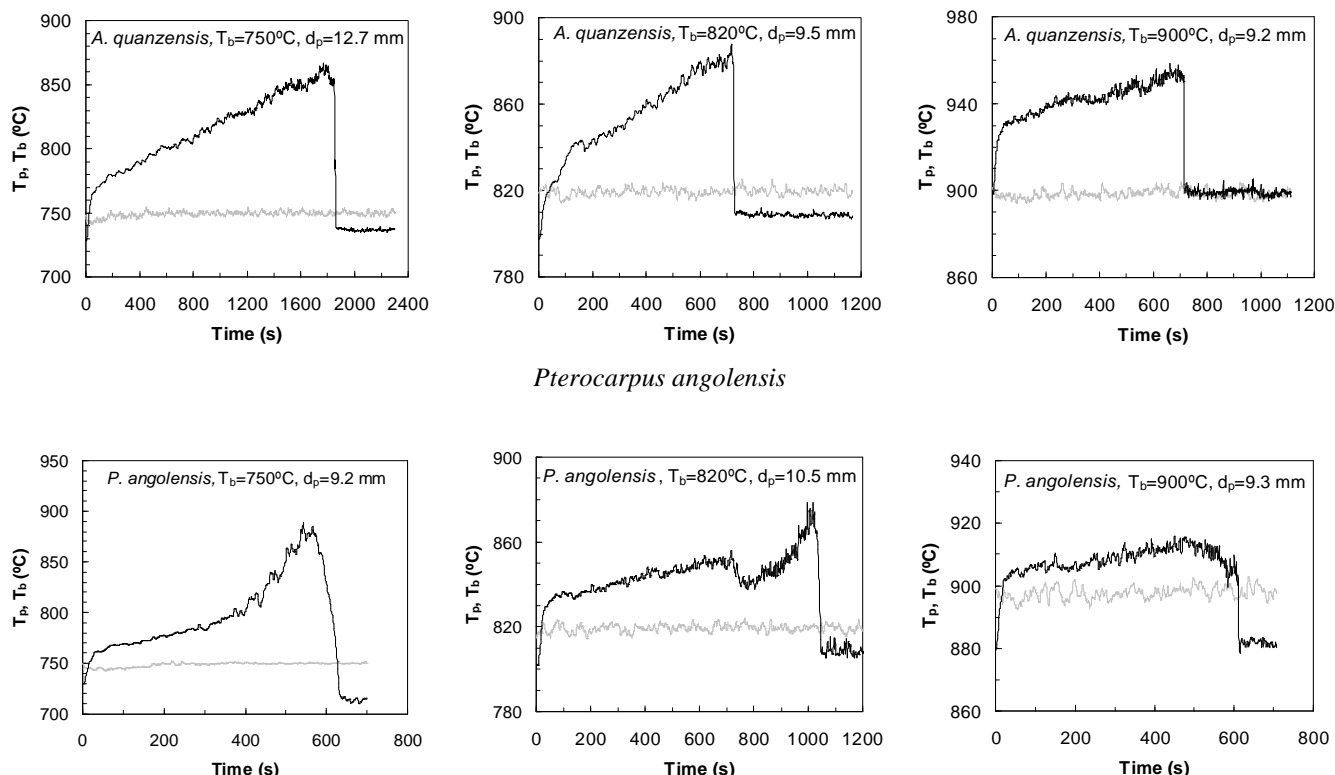 900
A. quanzensis, Tb=750ºC, dp=12.7 mm
850
800
750
700
Tp, Tb (ºC)
0 400 800 1200 1600 2000 2400
Time (s)
900
A. quanzensis, Tb=820ºC, dp=9.5 mm
860
820
780
Tp, Tb (ºC)
0 200 400 600 800 1000 1200
Time (s)
980
A. quanzensis, Tb=900ºC, dp=9.2 mm
940
900
860
Tp, Tb (ºC)
0 200 400 600 800 1000 1200
Time (s)
Pterocarpus angolensis
950
P. angolensis, Tb=750ºC, dp=9.2 mm
900
850
800
750
700
Tp, Tb (ºC)
0 200 400 600 800
Time (s)
900
P. angolensis , Tb=820ºC, dp=10.5 mm
860
820
780
Tp, Tb (ºC)
0 200 400 600 800 1000 1200
Time (s)
940
P. angolensis, Tb=900ºC, dp=9.3 mm
920
900
880
860
Tp, Tb (ºC)
0 200 400 600 800
Time (s)